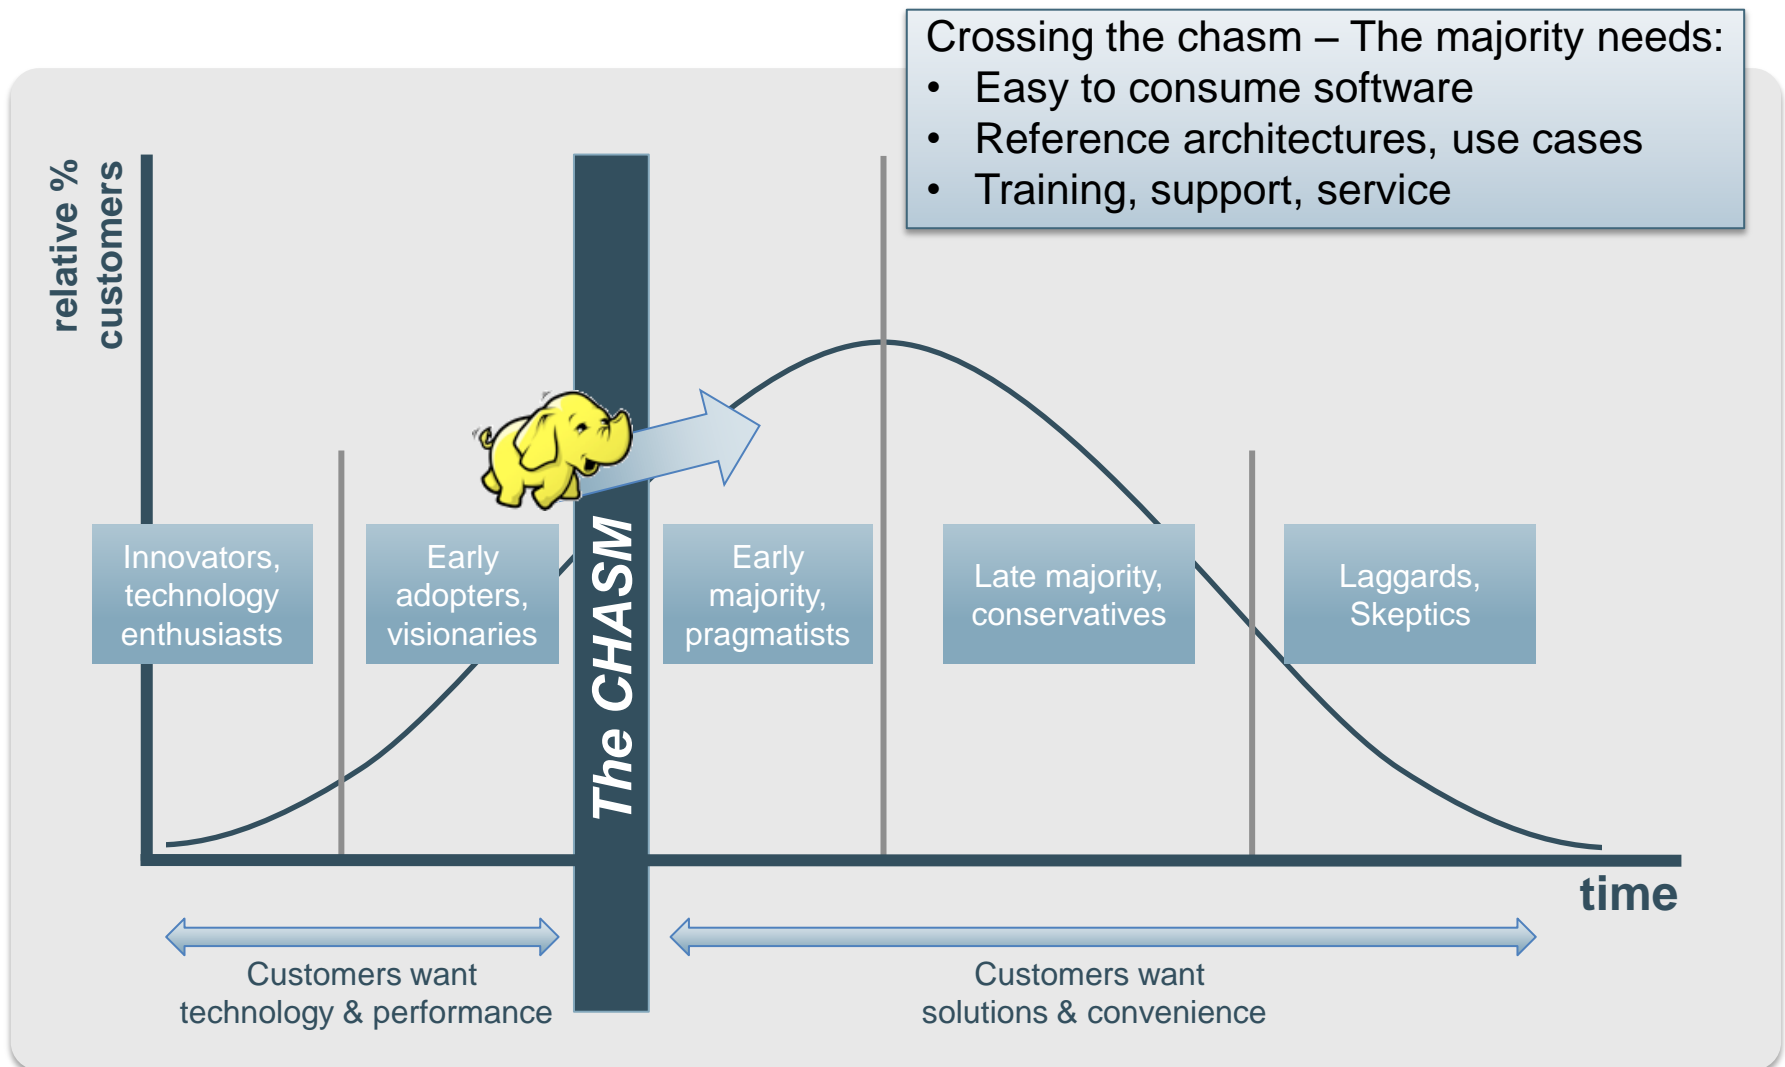 Crossing the chasm – The majority needs:
• Easy to consume software
• Reference architectures, use cases
• Training, support, service
relative %
customers
Innovators,
technology
enthusiasts
Early
adopters,
visionaries
The CHASM
Early
majority,
pragmatists
Late majority,
conservatives
Laggards,
Skeptics
time
Customers want
technology & performance
Customers want
solutions & convenience